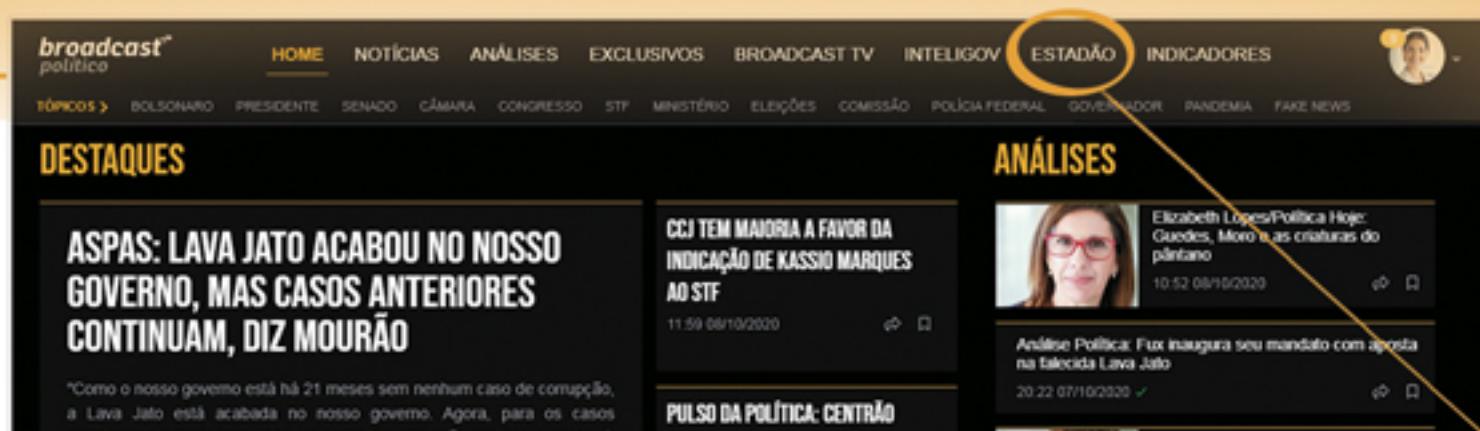 broadcast
político
HOME NOTÍCIAS ANÁLISES EXCLUSIVOS BROADCAST TV INTELIGOV ESTADÃO INDICADORES
TÓPICOS > BOLSONARO PRESIDENTE SENADO CÂMARA CONGRESSO STF MINISTÉRIO ELEIÇÕES COMISSÃO POLÍCIA FEDERAL GOVERNADOR PANDEMIA FAKE NEWS
DESTAQUES
ASPAS: LAVA JATO ACABOU NO NOSSO
GOVERNO, MAS CASOS ANTERIORES
CONTINUAM, DIZ MOURÃO
"Como o nosso governo está há 21 meses sem nenhum caso de corrupção,
a Lava Jato está acabada no nosso governo. Agora, para os casos
CCJ TEM MAIORIA A FAVOR DA
INDICAÇÃO DE KASSIO MARQUES
AO STF
11:59 08/10/2020
PULSO DA POLÍTICA: CENTRÃO
ANÁLISES
Elizabeth Lopes/Política Hoje:
Guedes, Moro e as criaturas do
pântano
10:52 08/10/2020
Análise Política: Fux inaugura seu mandato com aposta
na falecida Lava Jato
20:22 07/10/2020